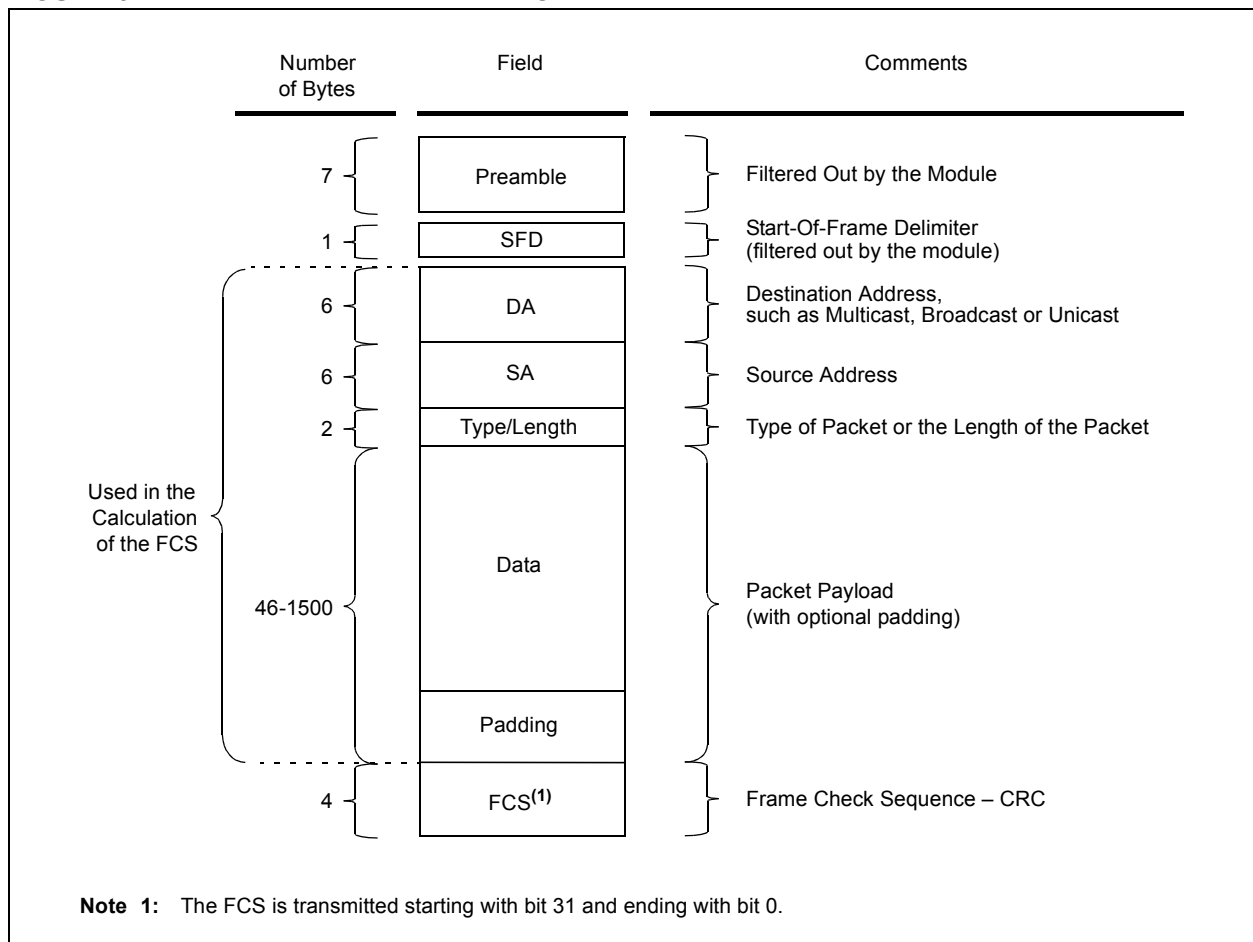 Number of Bytes
Field
Comments
7
Preamble
Filtered Out by the Module
1
SFD
Start-Of-Frame Delimiter
(filtered out by the module)
6
DA
Destination Address,
such as Multicast, Broadcast or Unicast
6
SA
Source Address
2
Type/Length
Type of Packet or the Length of the Packet
Used in the
Calculation
of the FCS
46-1500
Data
Packet Payload
(with optional padding)
Padding
4
FCS(1)
Frame Check Sequence – CRC
Note 1: The FCS is transmitted starting with bit 31 and ending with bit 0.